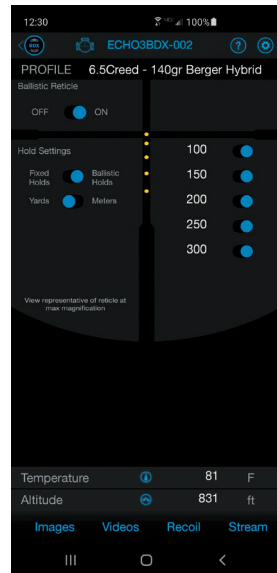 12:30 100%
BDX ECHO3BDX-002 ?
PROFILE 6.5Creed - 140gr Berger Hybrid
Ballistic Reticle
OFF ON
Hold Settings
Fixed Holds Ballistic Holds
Yards Meters
100
150
200
250
300
View representative of reticle at
max magnification
Temperature 81 F
Altitude 831 ft
Images Videos Recoil Stream